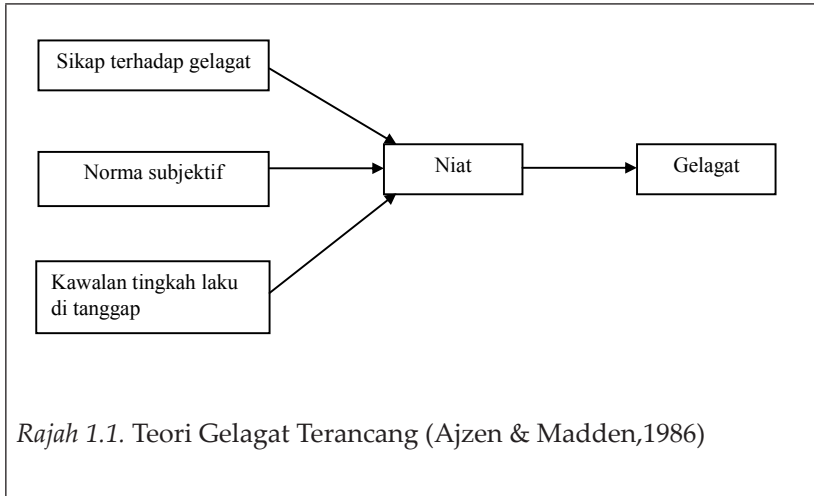 Sikap terhadap gelagat
Norma subjektif
Niat
Gelagat
Kawalan tingkah laku
di tanggap
Rajah 1.1. Teori Gelagat Terancang (Ajzen & Madden,1986)